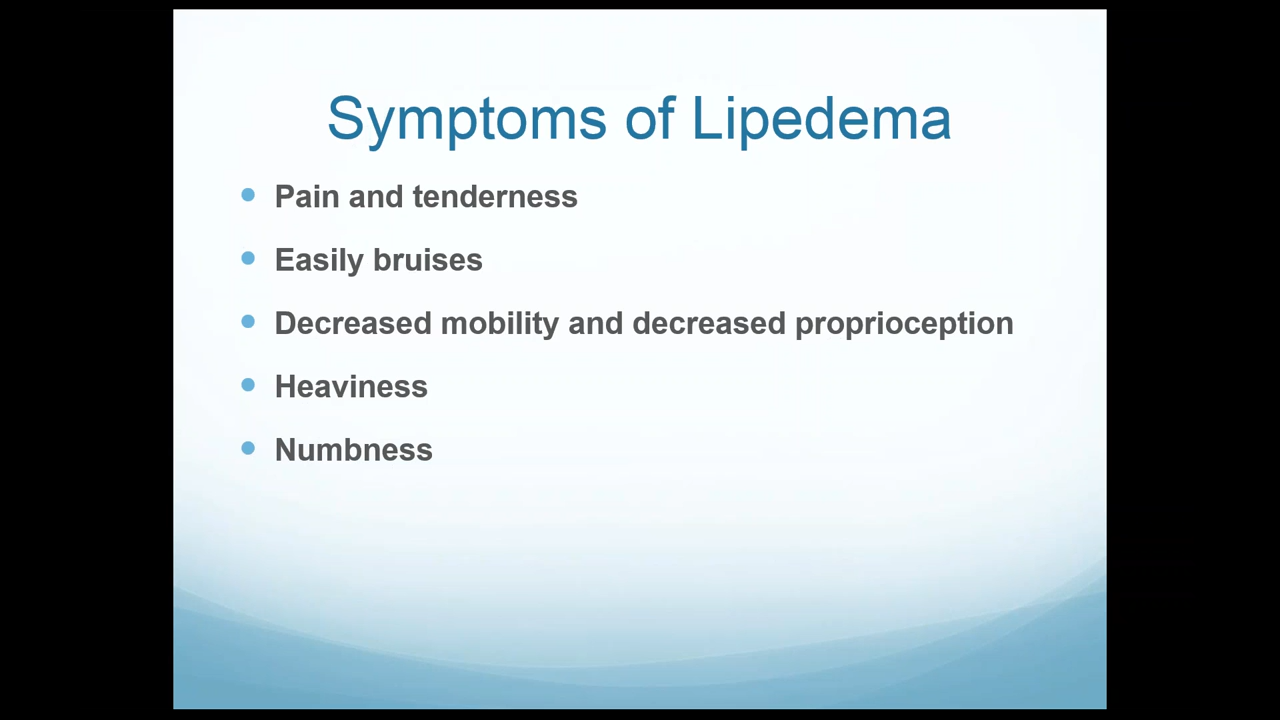 Symptoms of Lipedema
Pain and tenderness
Easily bruises
Decreased mobility and decreased proprioception
Heaviness
Numbness